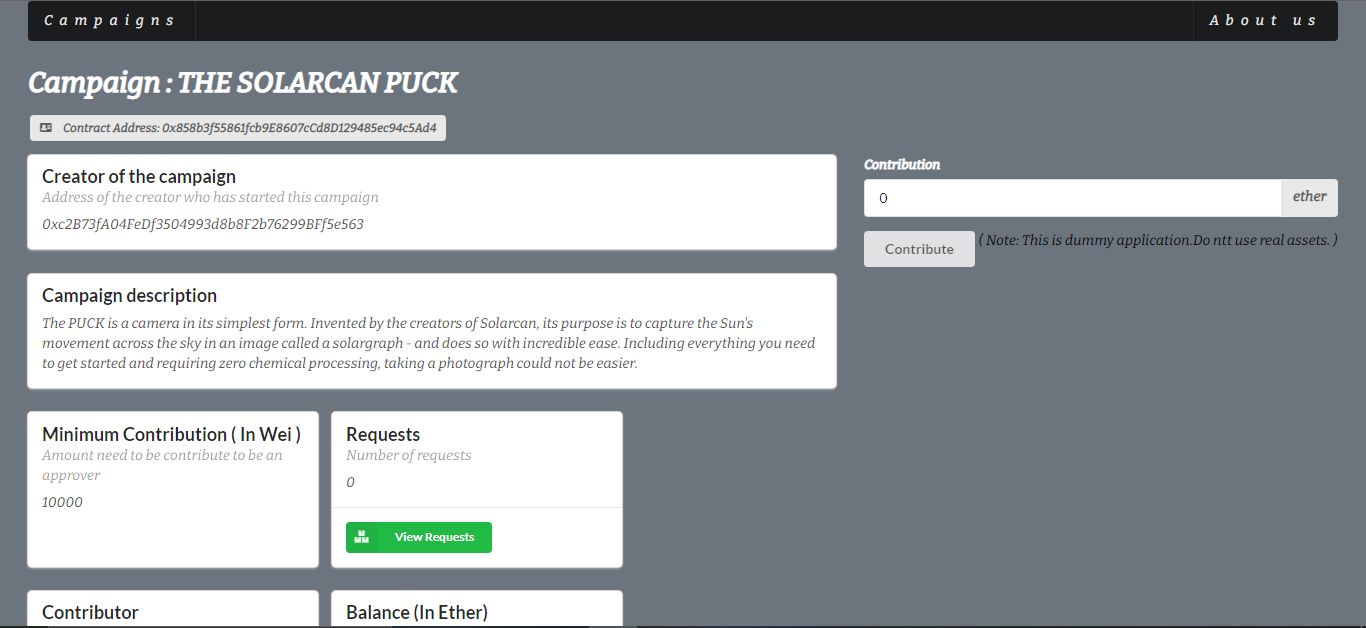 Campaigns
About us
Campaign : THE SOLARCAN PUCK
Contract Address: 0x858b3f55861fcb9E8607cCd8D129485ec94c5Ad4
Creator of the campaign
Address of the creator who has started this campaign
0xc2B73fA04FeDf3504993d8b8F2b76299BFf5e563
Contribution
0
ether
Contribute
( Note: This is dummy application.Do ntt use real assets. )
Campaign description
The PUCK is a camera in its simplest form. Invented by the creators of Solarcan, its purpose is to capture the Sun's
movement across the sky in an image called a solargraph - and does so with incredible ease. Including everything you need
to get started and requiring zero chemical processing, taking a photograph could not be easier.
Minimum Contribution ( In Wei )
Amount need to be contribute to be an
approver
10000
Requests
Number of requests
0
View Requests
Contributor
Balance (In Ether)